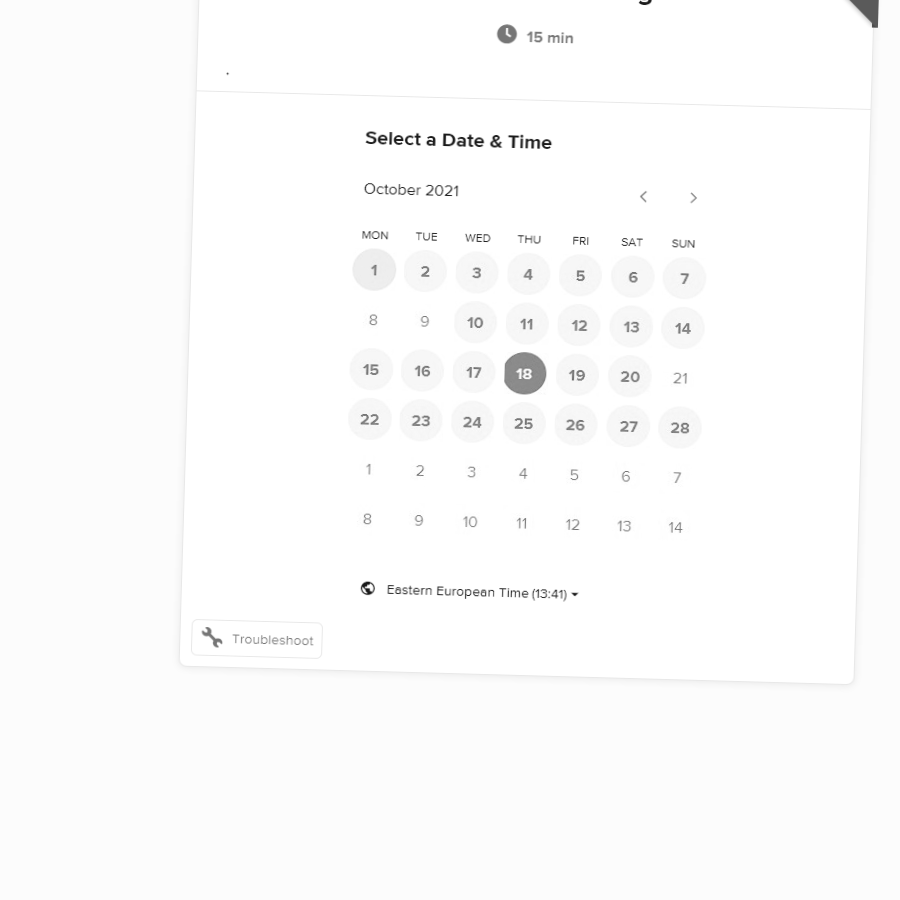 15 min
.
Select a Date & Time
October 2021
MON TUE WED THU FRI SAT SUN
1 2 3 4 5 6 7
8 9 10 11 12 13 14
15 16 17 18 19 20 21
22 23 24 25 26 27 28
1 2 3 4 5 6 7
8 9 10 11 12 13 14
Eastern European Time (13:41)
Troubleshoot